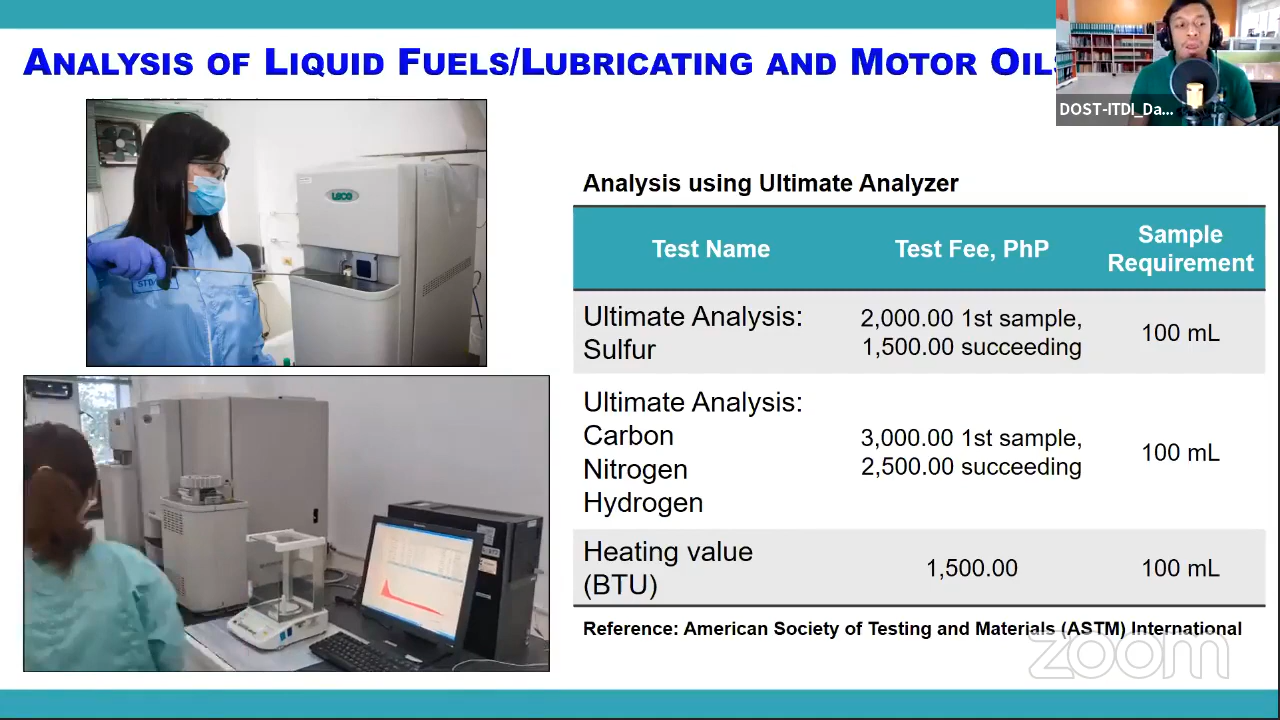 ANALYSIS OF LIQUID FUELS/LUBRICATING AND MOTOR OILS
DOST-ITDI_Da...
LECO
Analysis using Ultimate Analyzer
Test Name
Test Fee, PhP
Sample
Requirement
Ultimate Analysis:
Sulfur
2,000.00 1st sample,
1,500.00 succeeding
100 mL
Ultimate Analysis:
Carbon
Nitrogen
Hydrogen
3,000.00 1st sample,
2,500.00 succeeding
100 mL
Heating value
(BTU)
1,500.00
100 mL
Reference: American Society of Testing and Materials (ASTM) International
zoom